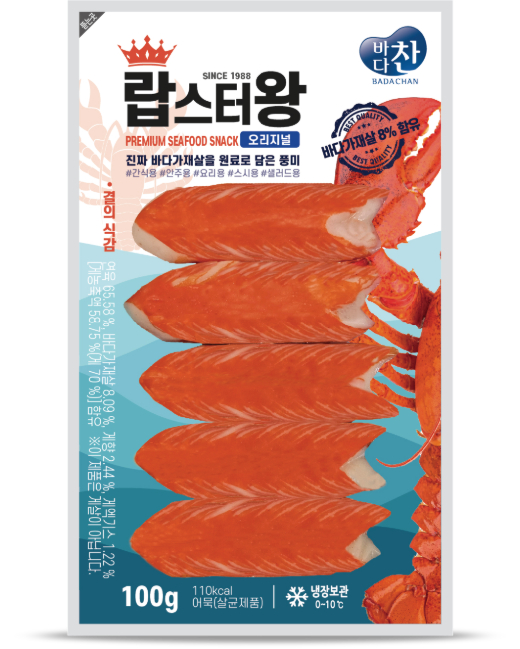 뜯는곳
바다찬
BADACHAN
SINCE 1988
랍스터왕
PREMIUM SEAFOOD SNACK 오리지널
진짜 바다가재살을 원료로 담은 풍미
#간식용 #안주용 #요리용 #스시용 #샐러드용
BEST QUALITY
바다가재살 8% 함유
BEST QUALITY
• 결의 식감
어육 65.58%, 바다가재살 8.09%, 게향 2.44%, 게엑기스 1.22%
[게농축액 58.75%(게 70%)] 함유 ※이 제품은 게살이 아닙니다.
100g
110kcal
어묵(살균제품)
냉장보관
0~10℃